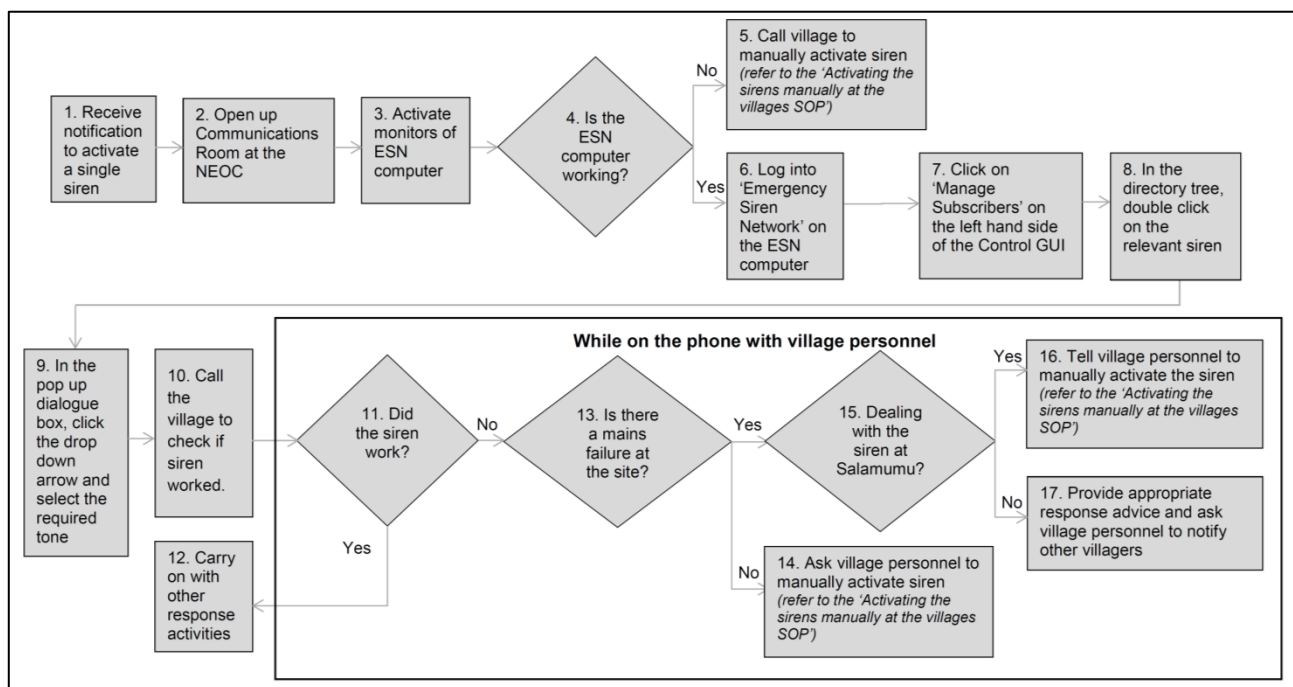 1. Receive
notification
to activate
a single
siren
2. Open up
Communications
Room at the
NEOC
3. Activate
monitors of
ESN
computer
4. Is the
ESN
computer
working?
No
5. Call village to
manually activate siren
(refer to the 'Activating the
sirens manually at the
villages SOP')
Yes
6. Log into
'Emergency
Siren
Network' on
the ESN
computer
7. Click on
'Manage
Subscribers' on
the left hand side
of the Control GUI
8. In the
directory tree,
double click
on the
relevant siren
9. In the
pop up
dialogue
box, click
the drop
down
arrow and
select the
required
tone
10. Call
the
village to
check if
siren
worked.
While on the phone with village personnel
11. Did
the siren
work?
Yes
12. Carry
on with
other
response
activities
No
13. Is there
a mains
failure at
the site?
No
14. Ask village personnel to
manually activate siren
(refer to the 'Activating the
sirens manually at the villages
SOP')
Yes
15. Dealing
with the
siren at
Salamumu?
Yes
16. Tell village personnel to
manually activate the siren
(refer to the 'Activating the
sirens manually at the villages
SOP')
No
17. Provide appropriate
response advice and ask
village personnel to notify
other villagers